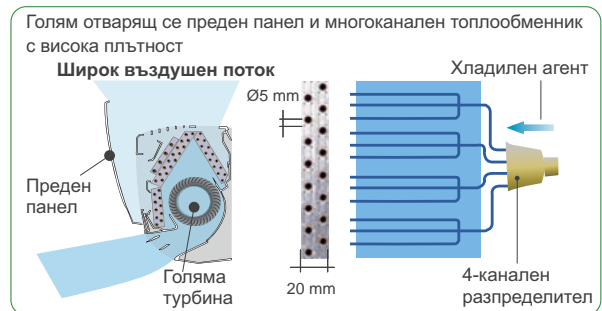 Голям отварящ се преден панел и многоканален топлообменник
с висока плътност
Широк въздушен поток
Хладилен агент
Ø5 mm
Преден
панел
Голяма
турбина
20 mm
4-канален
разпределител